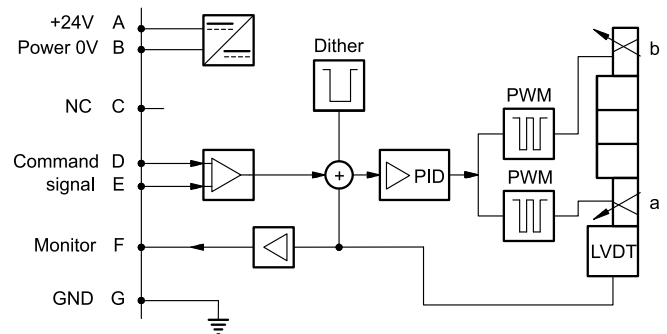 +24V A
Power 0V B
Dither
b
NC C
PWM
Command D
signal E
+
PID
PWM
a
Monitor F
LVDT
GND G